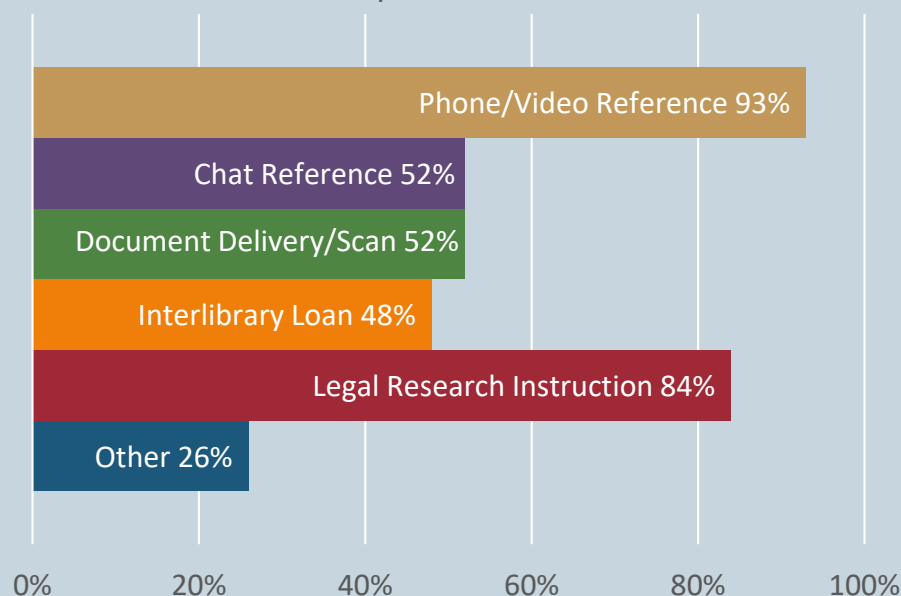 Phone/Video Reference 93%
Chat Reference 52%
Document Delivery/Scan 52%
Interlibrary Loan 48%
Legal Research Instruction 84%
Other 26%
0% 20% 40% 60% 80% 100%